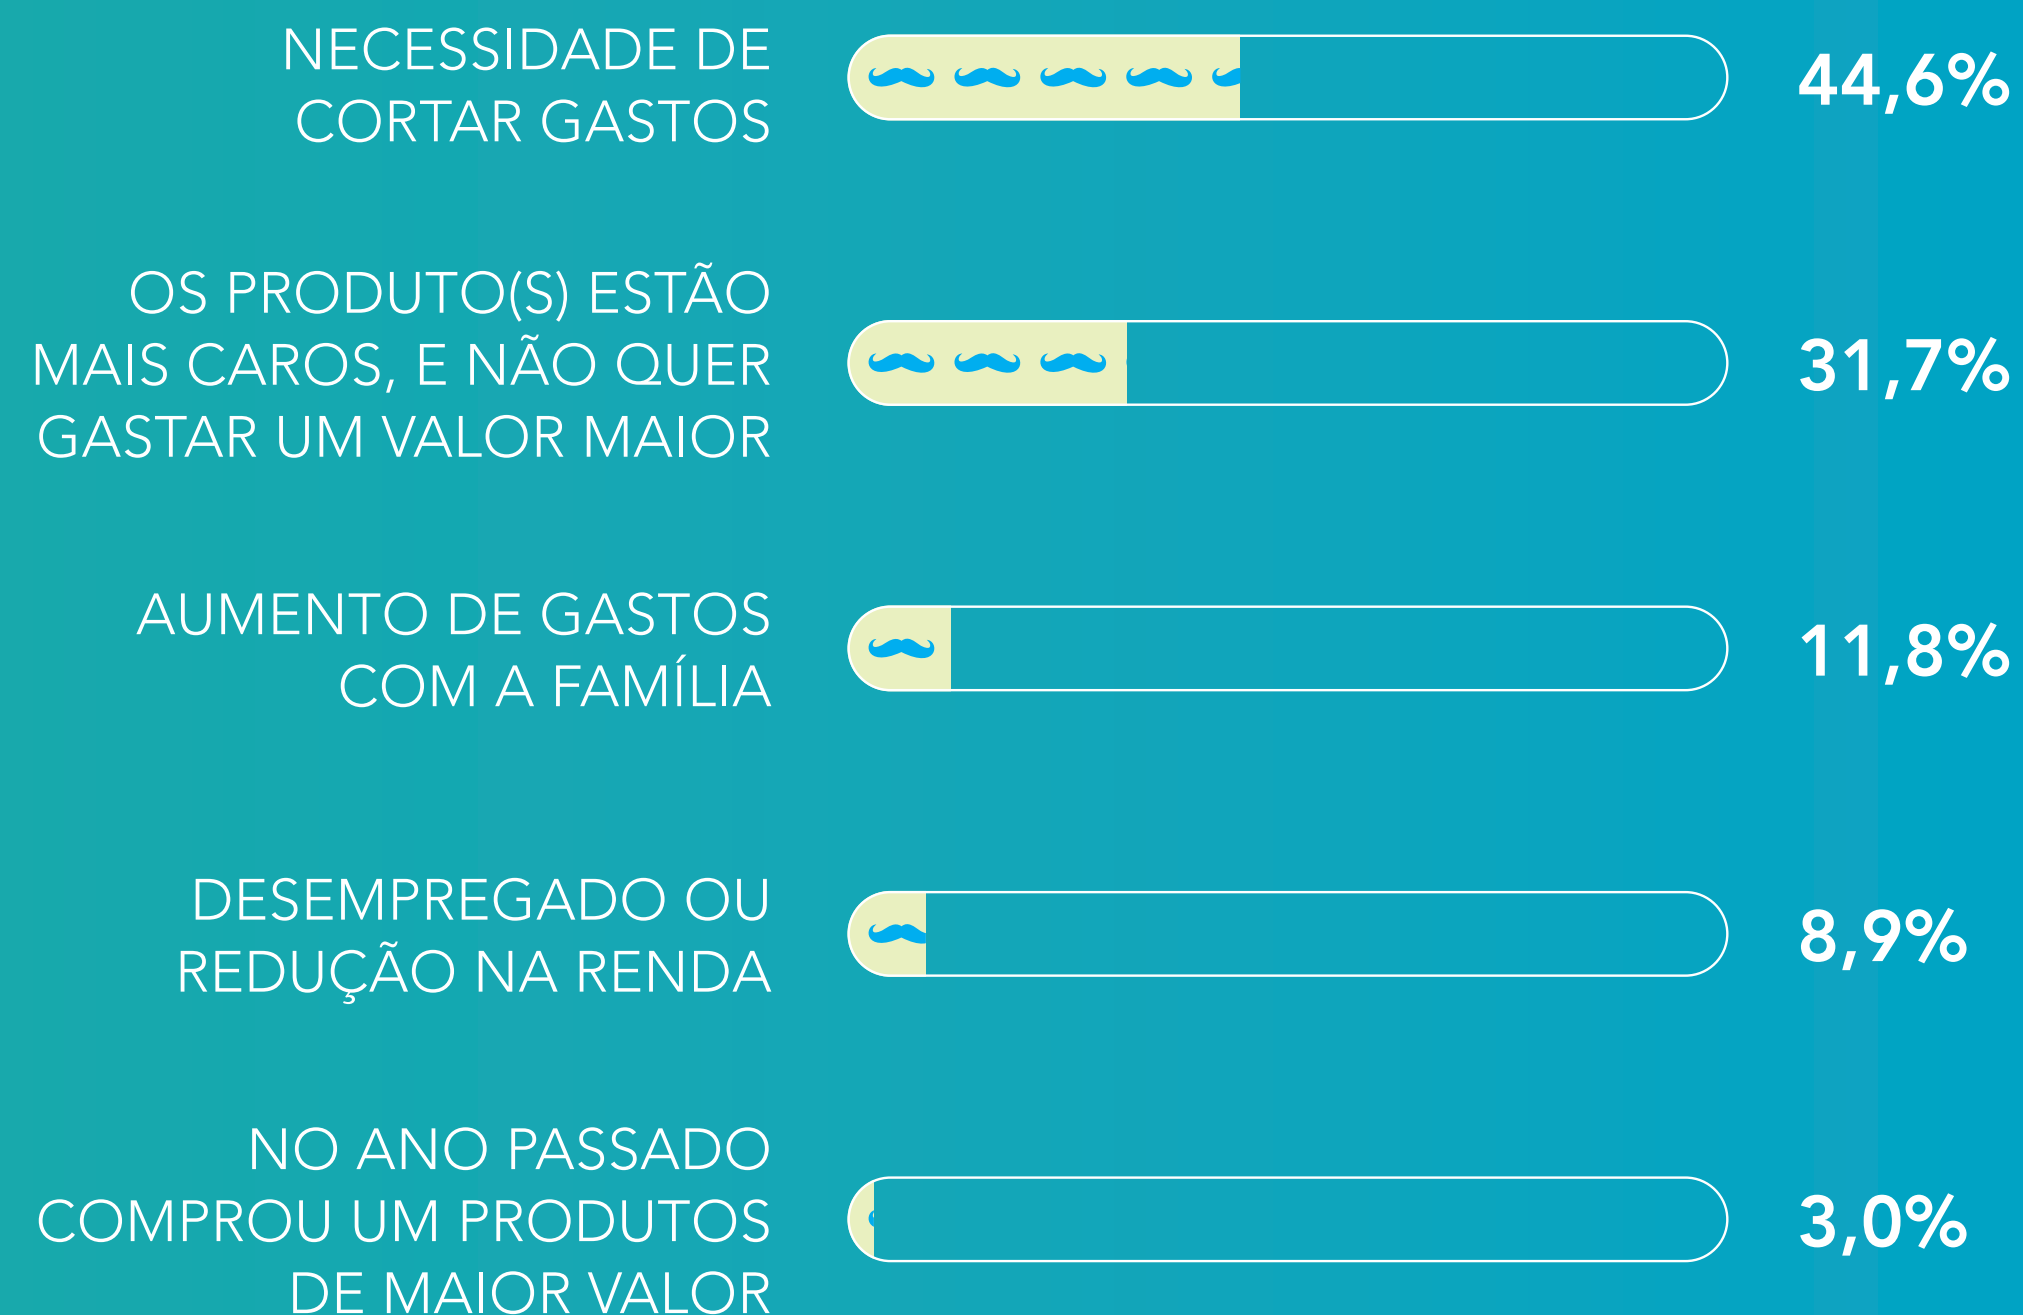 NECESSIDADE DE
CORTAR GASTOS
44,6%
OS PRODUTO(S) ESTÃO
MAIS CAROS, E NÃO QUER
GASTAR UM VALOR MAIOR
31,7%
AUMENTO DE GASTOS
COM A FAMÍLIA
11,8%
DESEMPREGADO OU
REDUÇÃO NA RENDA
8,9%
NO ANO PASSADO
COMPROU UM PRODUTOS
DE MAIOR VALOR
3,0%